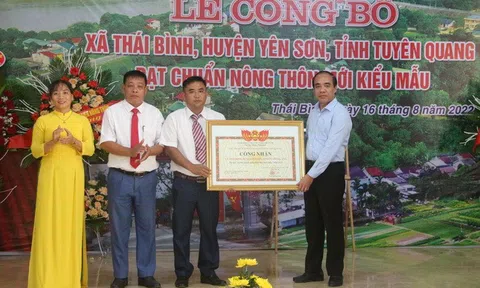 LỄ CÔNG BỐ
XÃ THÁI BÌNH, HUYỆN YÊN SƠN, TỈNH TUYÊN QUANG
ĐẠT CHUẨN NÔNG THÔN MỚI KIỂU MẪU
Thái Bình, ngày 16 tháng 8 năm 202
CÔNG NHẬN